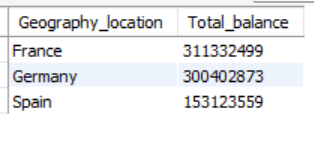 Geography_location Total_balance
France 311332499
Germany 300402873
Spain 153123559